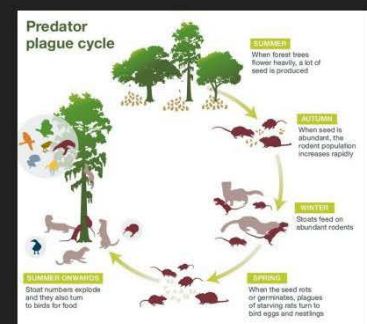 Predator
plague cycle
SUMMER
When forest trees
flower heavily, a lot of
seed is produced
AUTUMN
When seed is
abundant, the
rodent population
increases rapidly
WINTER
Stoats feed on
abundant rodents
SPRING
When the seed rots
or germinates, plagues
of starving rats turn to
bird eggs and nestlings
SUMMER ONWARDS
Stoat numbers explode
and they also turn
to birds for food